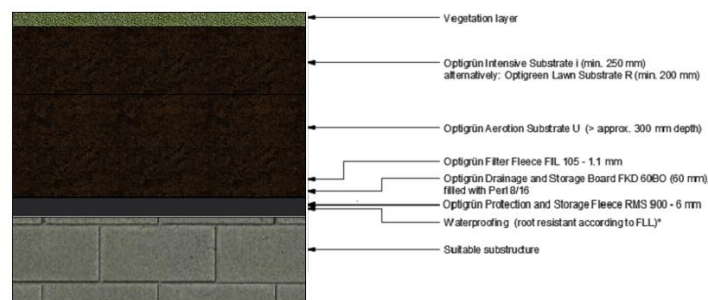 Vegetation layer
Optigrün Intensive Substrate i (min. 250 mm)
alternatively: Optigreen Lawn Substrate R (min. 200 mm)
Optigrün Aerotion Substrate U (> approx. 300 mm depth)
Optigrün Filter Fleece FIL 105 - 1.1 mm
Optigrün Drainage and Storage Board FKD 60BO (60 mm)
filled with Perl 8/16
Optigrün Protection and Storage Fleece RMS 900 - 6 mm
Waterproofing (root resistant according to FLL)*
Suitable substructure